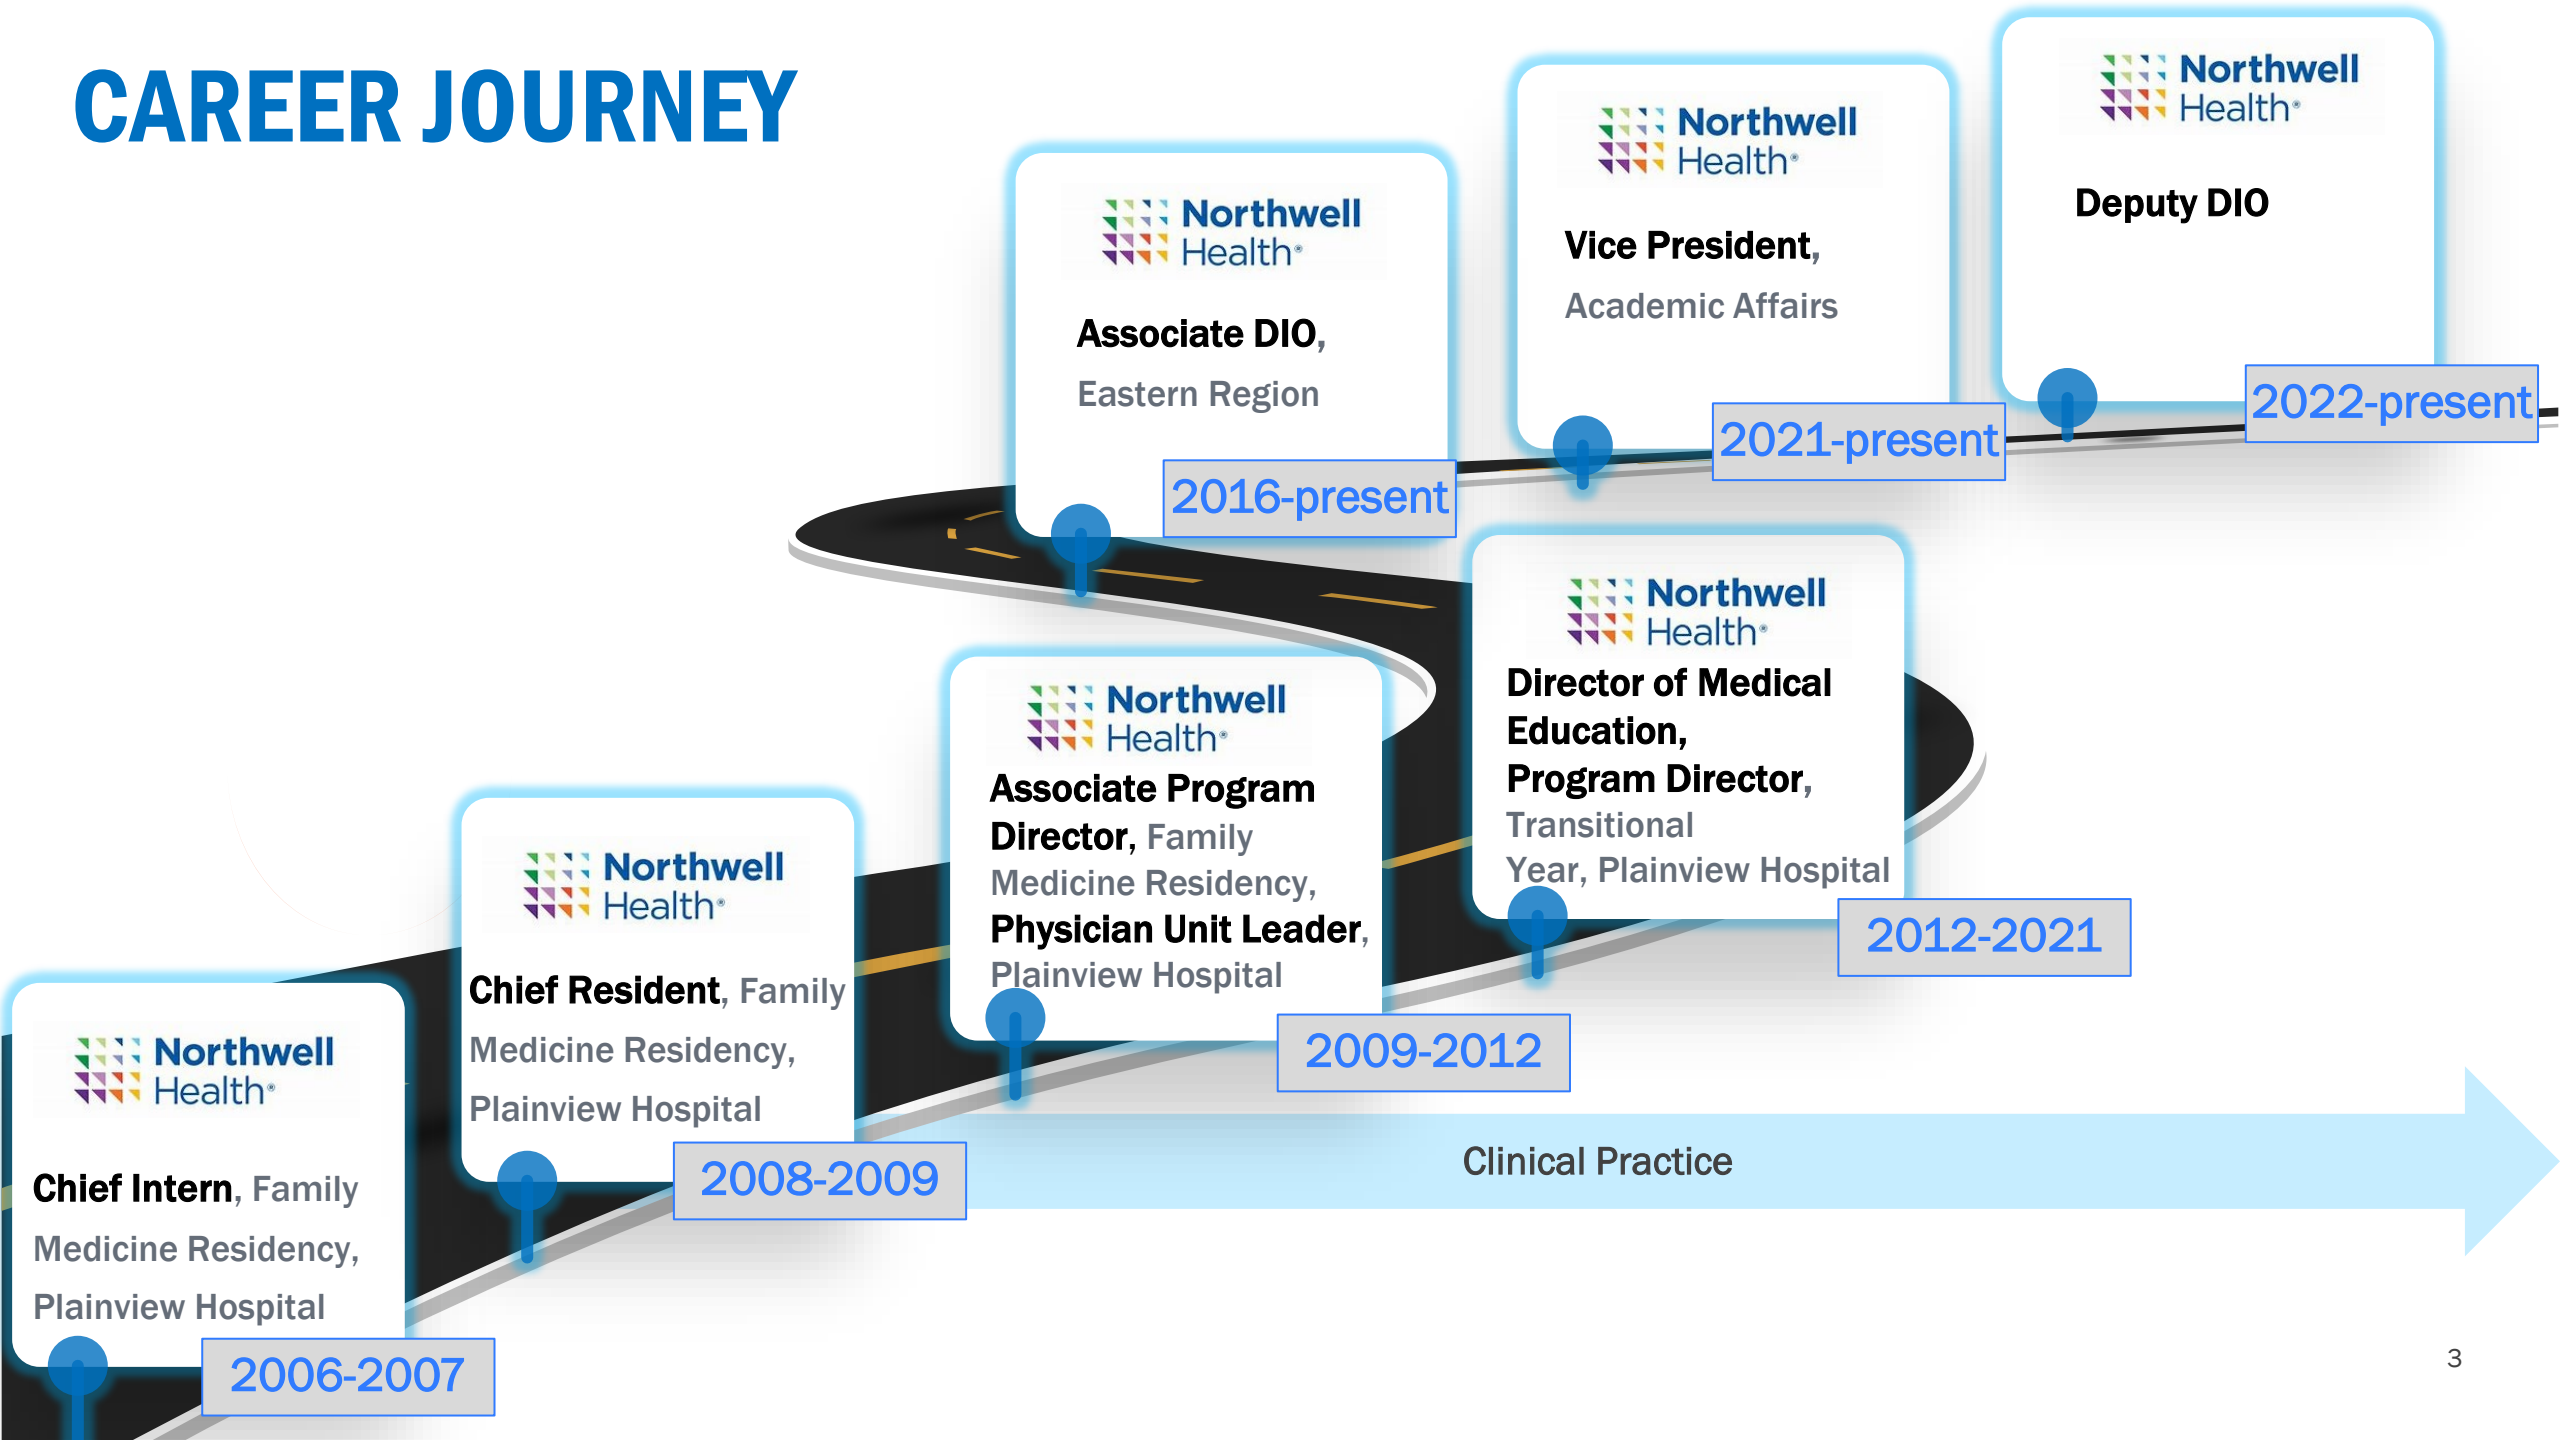 CAREER JOURNEY
Northwell
Health®
Chief Intern, Family
Medicine Residency,
Plainview Hospital
2006-2007
Northwell
Health®
Chief Resident, Family
Medicine Residency,
Plainview Hospital
2008-2009
Northwell
Health®
Associate Program
Director, Family
Medicine Residency,
Physician Unit Leader,
Plainview Hospital
2009-2012
Northwell
Health®
Director of Medical
Education,
Program Director,
Transitional
Year, Plainview Hospital
2012-2021
Northwell
Health®
Associate DIO,
Eastern Region
2016-present
Northwell
Health®
Vice President,
Academic Affairs
2021-present
Northwell
Health®
Deputy DIO
2022-present
Clinical Practice
3